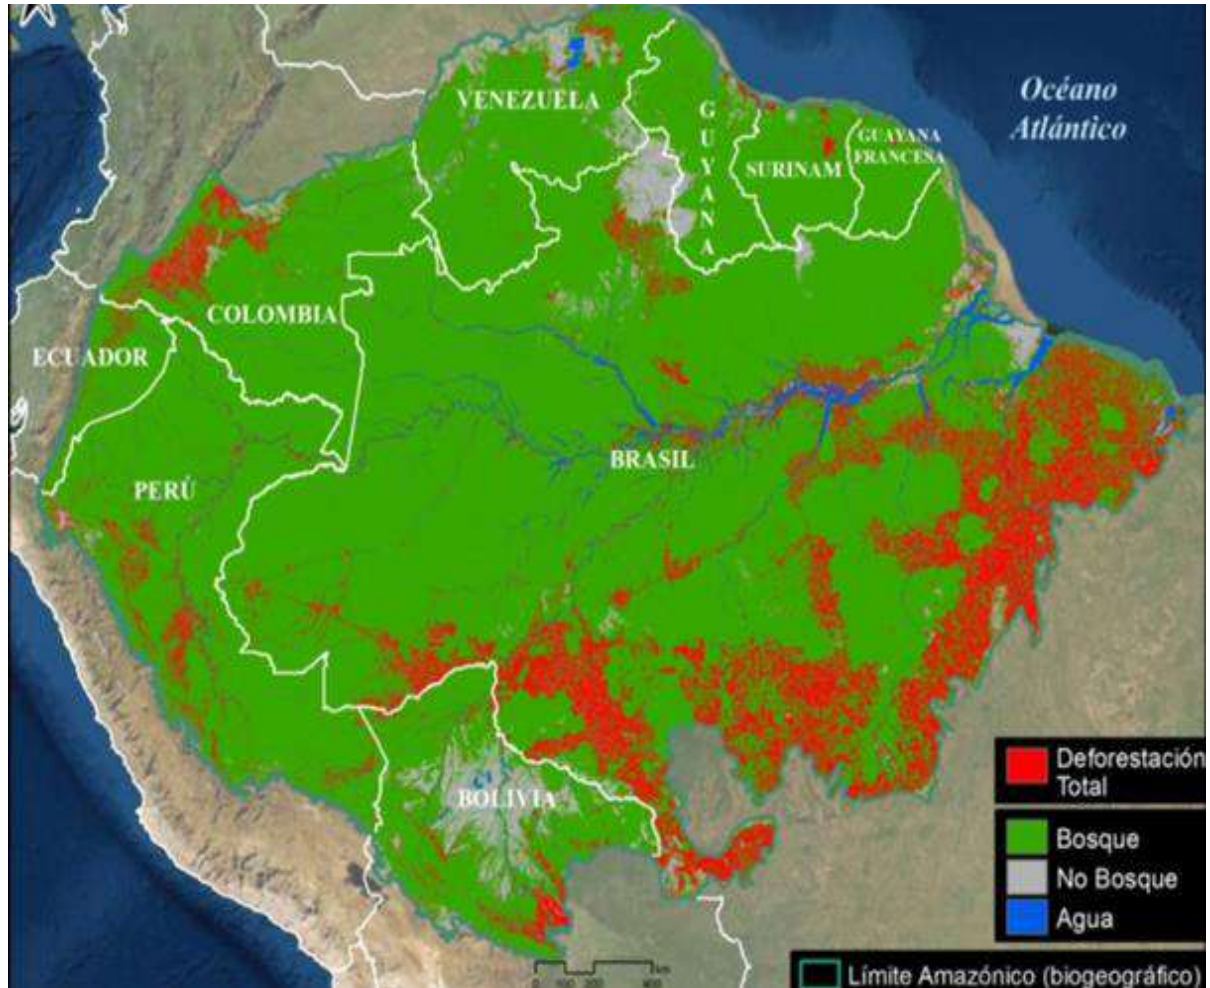 VENEZUELA
GUYANA
SURINAM
GUAYANA
FRANCESA
Océano
Atlántico
COLOMBIA
ECUADOR
PERÚ
BRASIL
BOLIVIA
Deforestación
Total
Bosque
No Bosque
Agua
Límite Amazónico (biogeográfico)